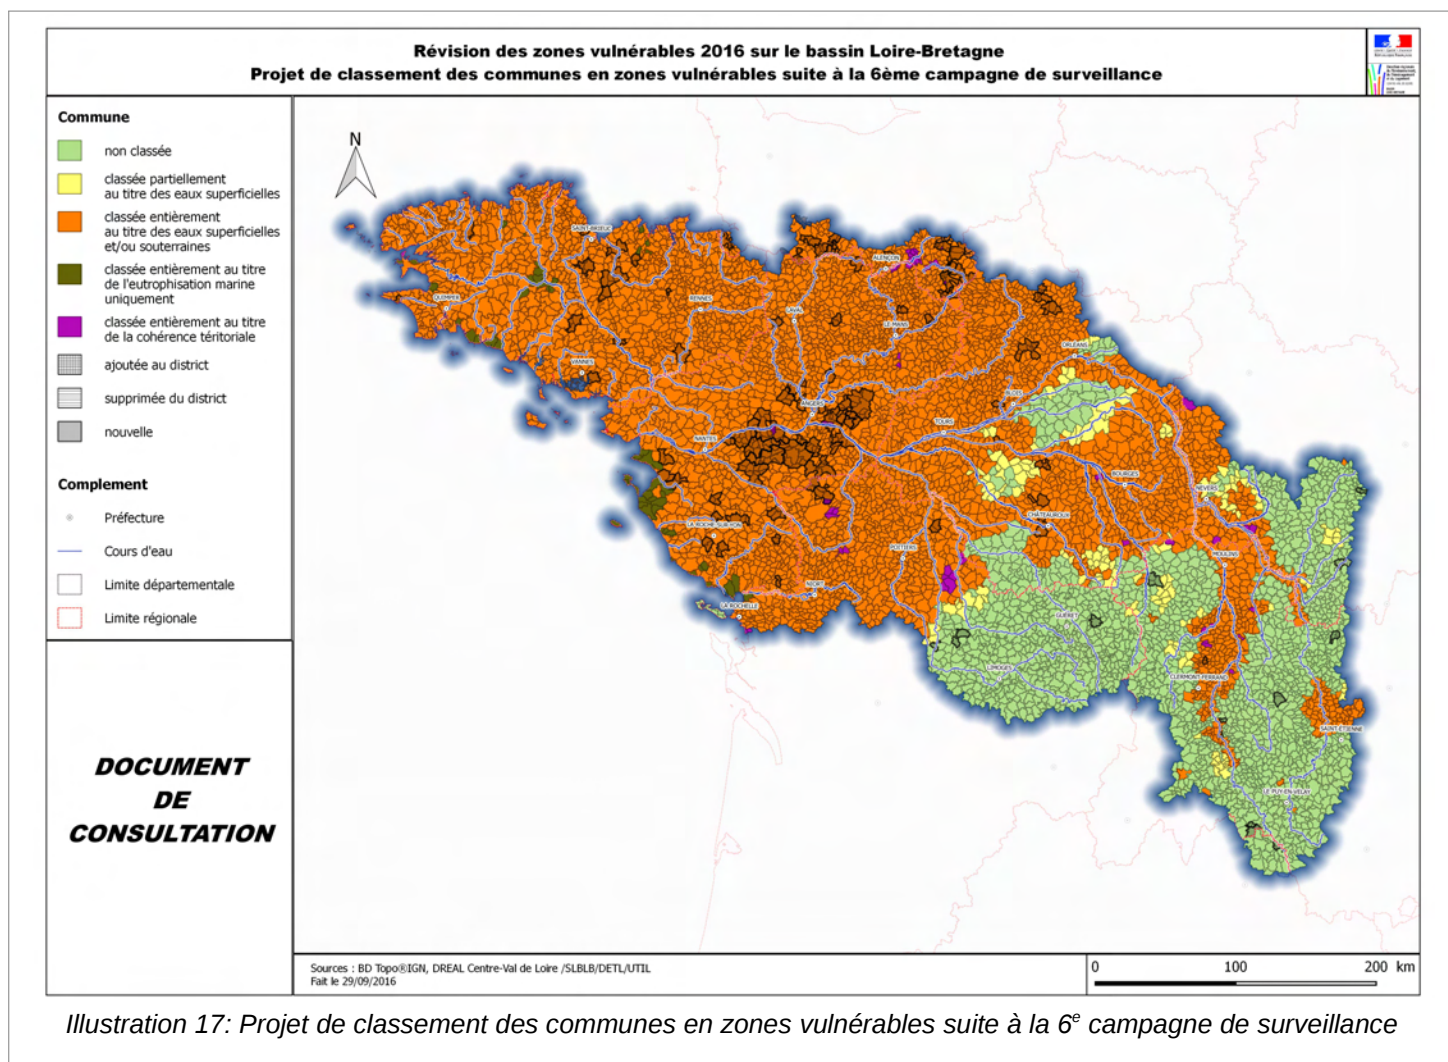 Révision des zones vulnérables 2016 sur le bassin Loire-Bretagne
Projet de classement des communes en zones vulnérables suite à la 6ème campagne de surveillance
Commune
non classée
classée partiellement
au titre des eaux superficielles
classée entièrement
au titre des eaux superficielles
et/ou souterraines
classée entièrement au titre
de l'eutrophisation marine
uniquement
classée entièrement au titre
de la cohérence téritoriale
ajoutée au district
supprimée du district
nouvelle
Complement
Préfecture
Cours d'eau
Limite départementale
Limite régionale
DOCUMENT
DE
CONSULTATION
N
SAINT-BRIEUC
ALENÇON
QUIMPER
RENNES
LAVAL
LE MANS
ORLÉANS
VANNES
BLOIS
ANGERS
TOURS
NANTES
BOURGES
NEVERS
CHÂTEAUROUX
LA ROCHE-SUR-YON
POITIERS
MOULINS
NIORT
LA ROCHELLE
GUÉRET
LIMOGES
CLERMONT-FERRAND
SAINT-ETIENNE
LE PUY-EN-VELAY
Sources : BD Topo®IGN, DREAL Centre-Val de Loire /SLBLB/DETL/UTIL
Fait le 29/09/2016
0 100 200 km
Illustration 17: Projet de classement des communes en zones vulnérables suite à la 6e campagne de surveillance